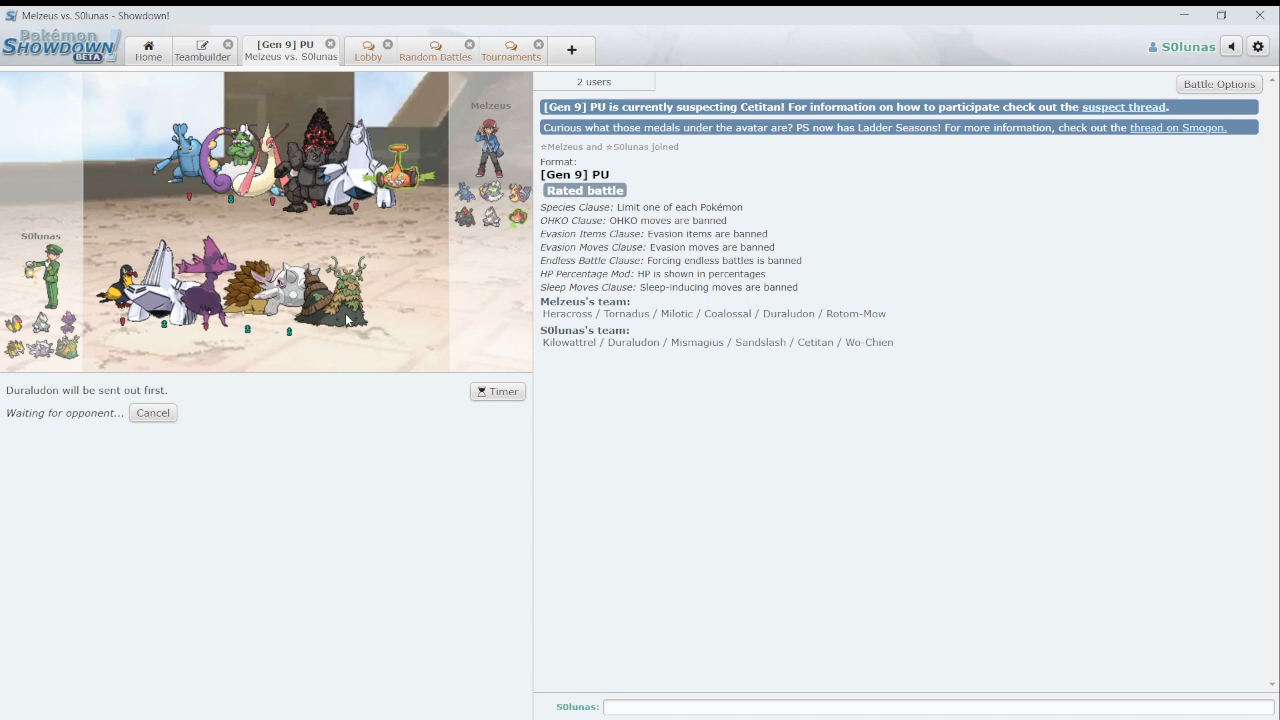 Melzeus vs. S0lunas - Showdown!
Pokémon
SHOWDOWN!
BETA
Home
Teambuilder
[Gen 9] PU
Melzeus vs. S0lunas
Lobby
Random Battles
Tournaments
S0lunas
2 users
Battle Options
Melzeus
S0lunas
[Gen 9] PU is currently suspecting Cetitan! For information on how to participate check out the suspect thread.
Curious what those medals under the avatar are? PS now has Ladder Seasons! For more information, check out the thread on Smogon.
☆Melzeus and ☆S0lunas joined
Format:
[Gen 9] PU
Rated battle
Species Clause: Limit one of each Pokémon
OHKO Clause: OHKO moves are banned
Evasion Items Clause: Evasion items are banned
Evasion Moves Clause: Evasion moves are banned
Endless Battle Clause: Forcing endless battles is banned
HP Percentage Mod: HP is shown in percentages
Sleep Moves Clause: Sleep-inducing moves are banned
Melzeus's team:
Heracross / Tornadus / Milotic / Coalossal / Duraludon / Rotom-Mow
S0lunas's team:
Kilowattrel / Duraludon / Mismagius / Sandslash / Cetitan / Wo-Chien
Duraludon will be sent out first.
Timer
Waiting for opponent... Cancel
S0lunas: